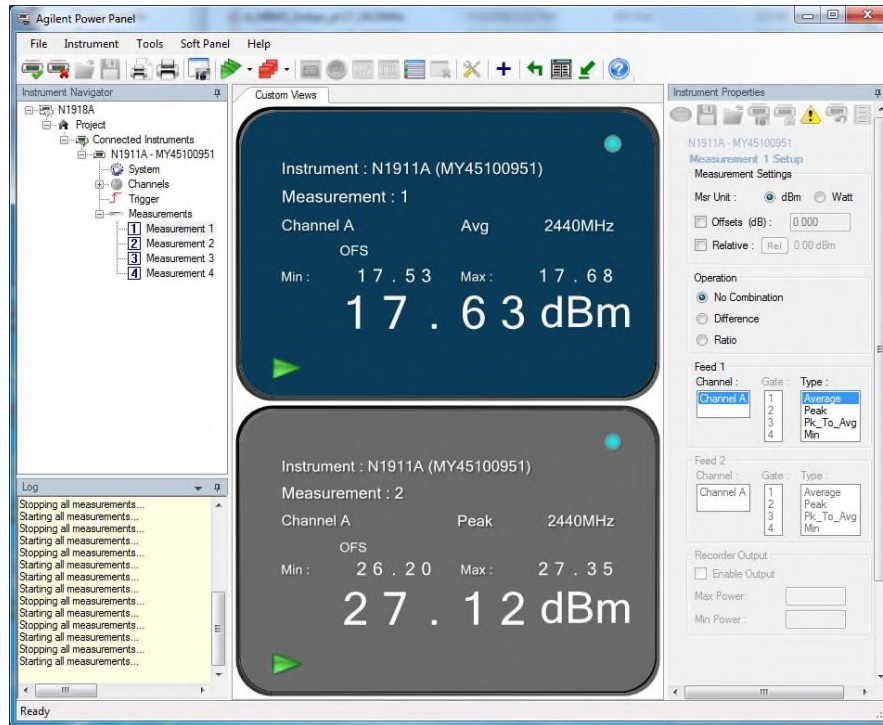 Agilent Power Panel
File Instrument Tools Soft Panel Help
Instrument Navigator
N1918A
Project
Connected Instruments
N1911A - MY45100951
System
Channels
Trigger
Measurements
1 Measurement 1
2 Measurement 2
3 Measurement 3
4 Measurement 4
Log
Stopping all measurements...
Starting all measurements...
Stopping all measurements...
Starting all measurements...
Stopping all measurements...
Starting all measurements...
Starting all measurements...
Starting all measurements...
Stopping all measurements...
Starting all measurements...
Stopping all measurements...
Starting all measurements...
Stopping all measurements...
Starting all measurements...
Custom Views
Instrument : N1911A (MY45100951)
Measurement : 1
Channel A Avg 2440MHz
OFS
Min : 17.53 Max : 17.68
17.63 dBm
Instrument : N1911A (MY45100951)
Measurement : 2
Channel A Peak 2440MHz
OFS
Min : 26.20 Max : 27.35
27.12 dBm
Instrument Properties
N1911A - MY45100951
Measurement 1 Setup
Measurement Settings
Msr Unit : dBm Watt
Offsets (dB) : 0.000
Relative : Rel 0.00 dBm
Operation
No Combination
Difference
Ratio
Feed 1
Channel : Gate : Type :
Channel A 1 Average
2 Peak
3 Pk_To_Avg
4 Min
Feed 2
Channel : Gate : Type :
Channel A 1 Average
2 Peak
3 Pk_To_Avg
4 Min
Recorder Output
Enable Output
Max Power:
Min Power :
Ready